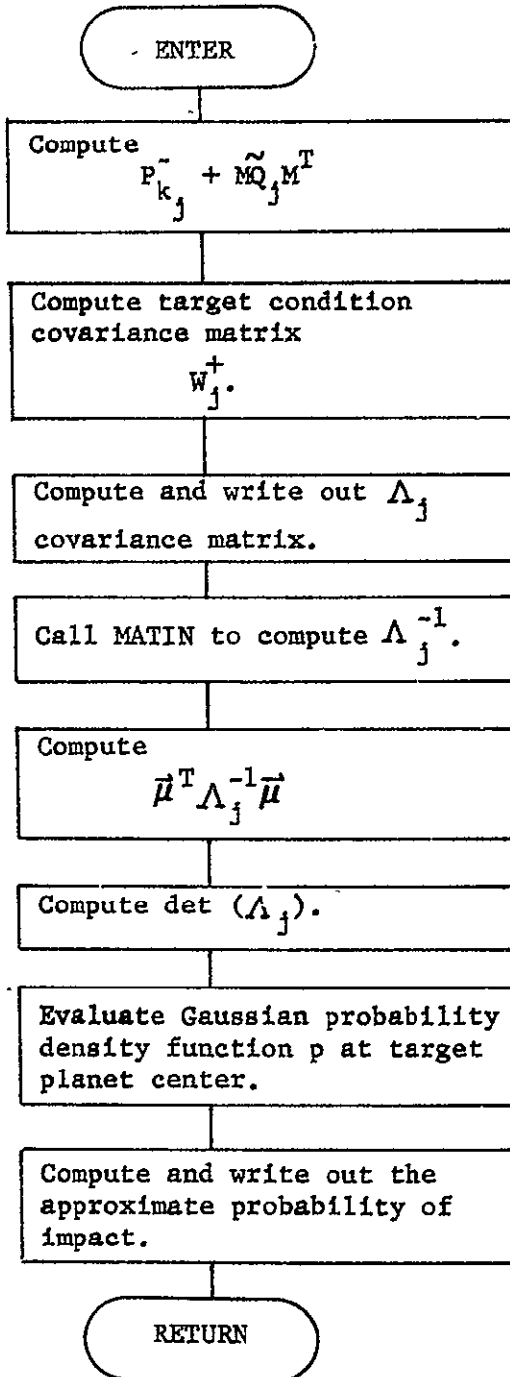 ENTER
Compute
P⁻_{k_j} + MQ̃_jM^T
Compute target condition
covariance matrix
W_j^+.
Compute and write out Λ_j
covariance matrix.
Call MATIN to compute Λ_j^{-1}.
Compute
μ⃗^T Λ_j^{-1} μ⃗
Compute det (Λ_j).
Evaluate Gaussian probability
density function p at target
planet center.
Compute and write out the
approximate probability of
impact.
RETURN